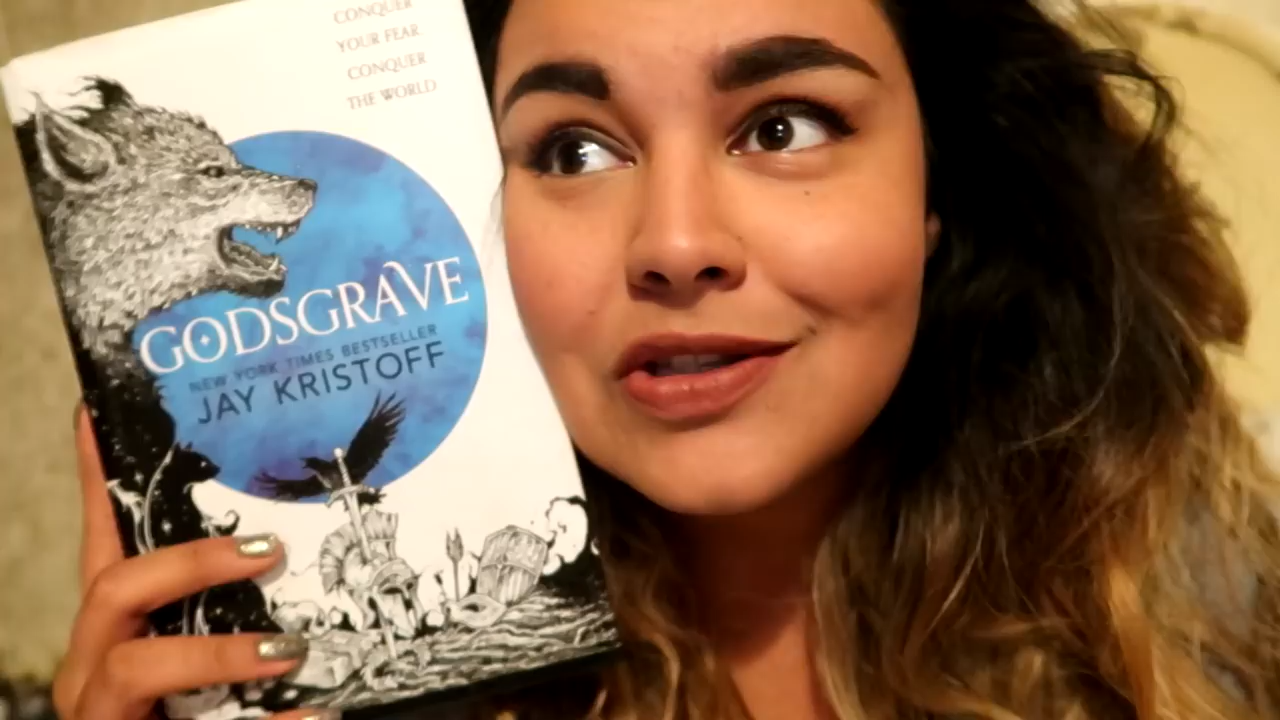 CONQUER
YOUR FEAR
CONQUER
THE WORLD
GODSGRAVE
NEW YORK TIMES BESTSELLER
JAY KRISTOFF